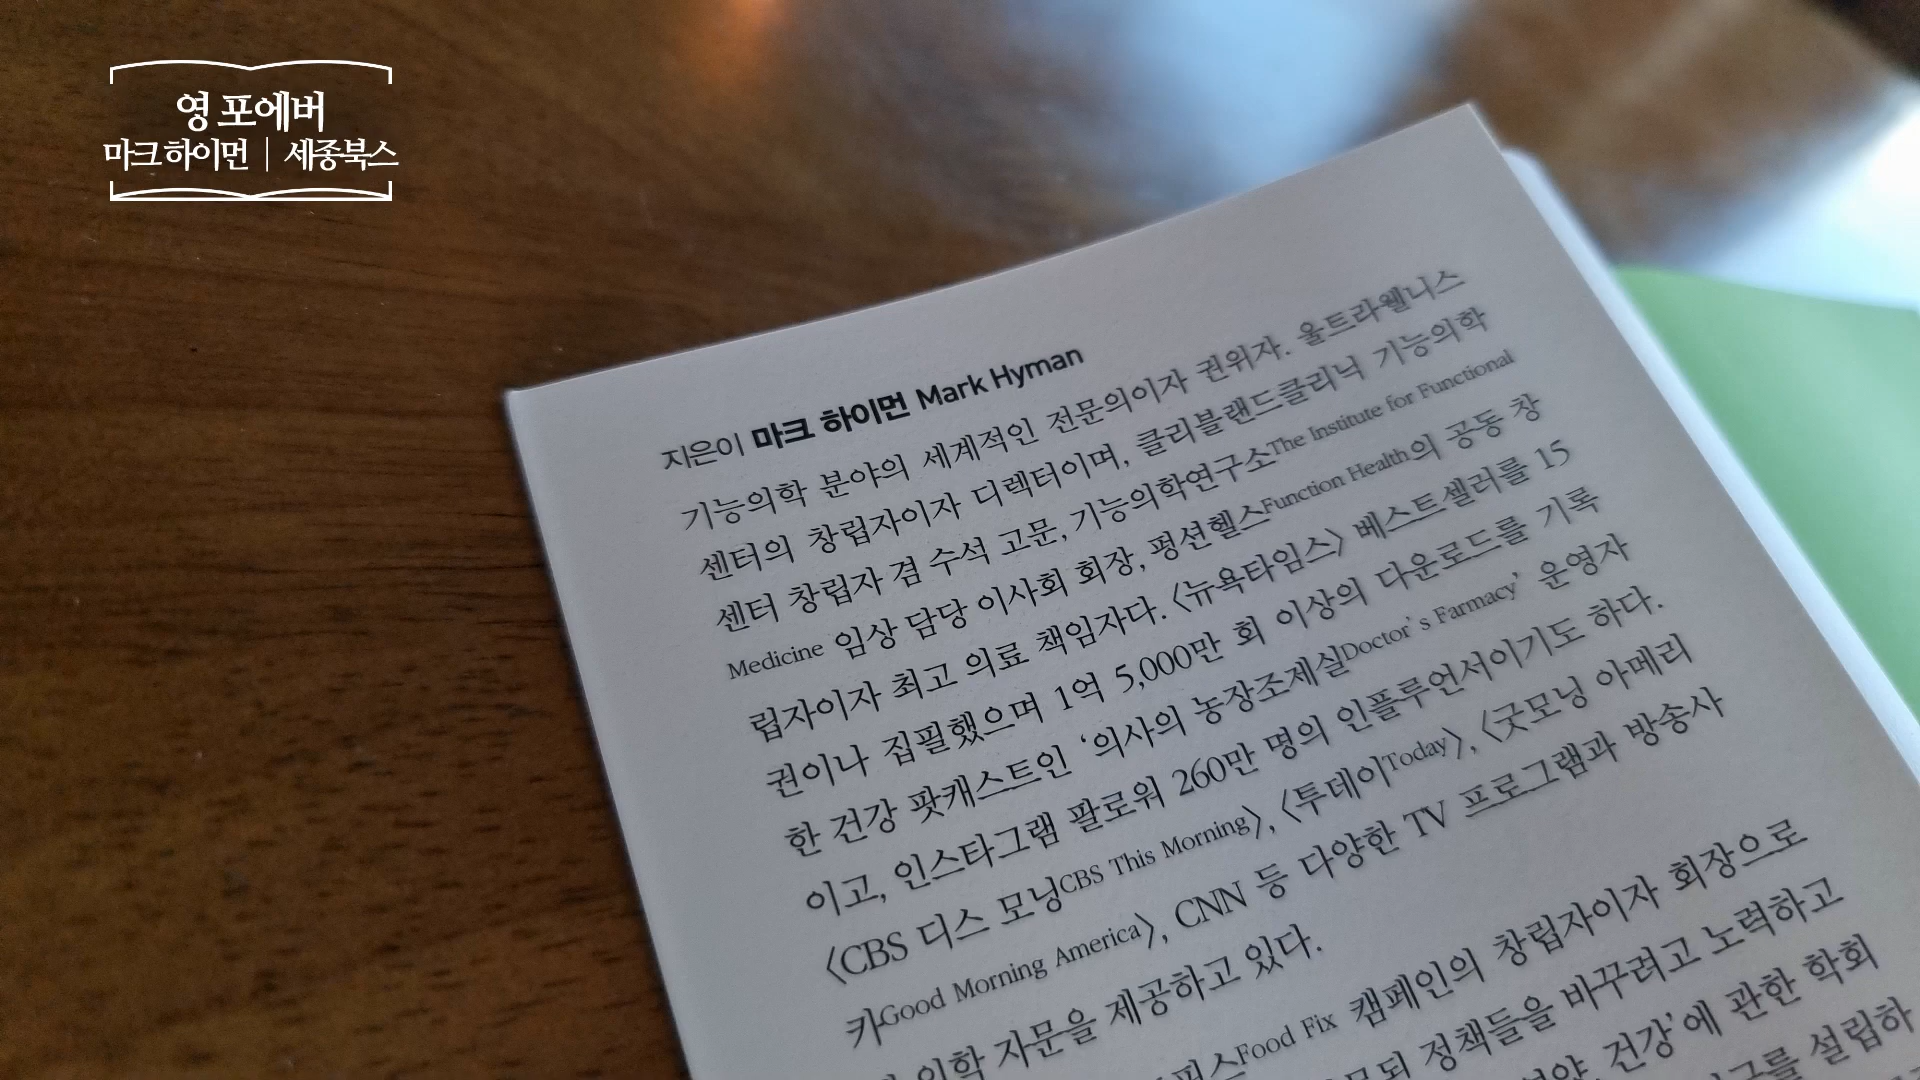 영 포에버
마크 하이먼 | 세종북스
지은이 마크 하이먼 Mark Hyman
기능의학 분야의 세계적인 전문의이자 권위자. 울트라웰니스
센터의 창립자이자 디렉터이며, 클리블랜드클리닉 기능의학
센터 창립자 겸 수석 고문, 기능의학연구소The Institute for Functional
Medicine 임상 담당 이사회 회장, 펑션헬스Function Health의 공동 창
립자이자 최고 의료 책임자다. 〈뉴욕타임스〉 베스트셀러를 15
권이나 집필했으며 1억 5,000만 회 이상의 다운로드를 기록
한 건강 팟캐스트인 ‘의사의 농장조제실Doctor’s Farmacy’ 운영자
이고, 인스타그램 팔로워 260만 명의 인플루언서이기도 하다.
〈CBS 디스 모닝CBS This Morning〉, 〈투데이Today〉, 〈굿모닝 아메리
카Good Morning America〉, CNN 등 다양한 TV 프로그램과 방송사
의학 자문을 제공하고 있다.
Food Fix 캠페인의 창립자이자 회장으로
정책들을 바꾸려고 노력하고
건강’에 관한 학회
설립하